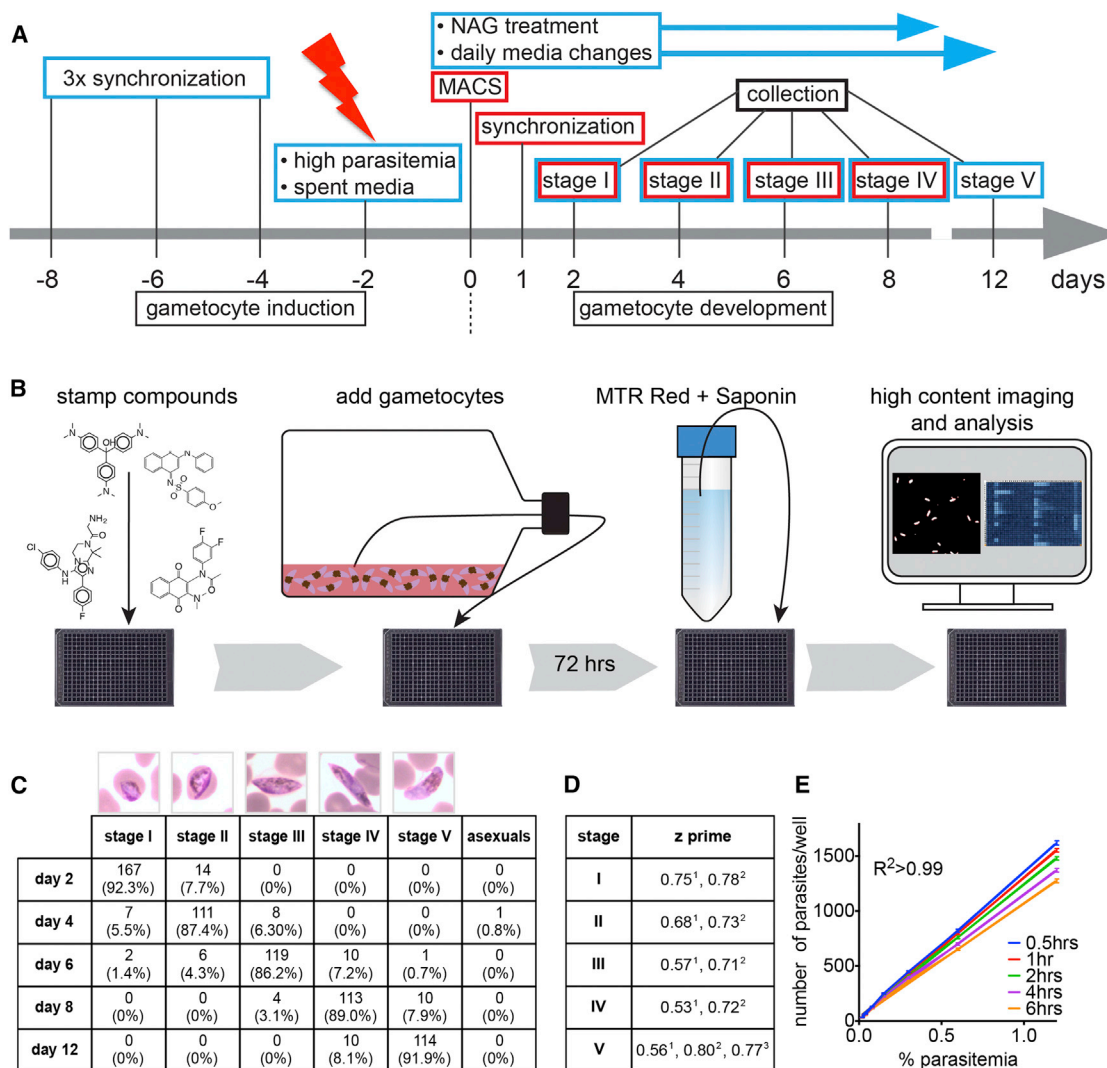 A
• NAG treatment
• daily media changes
3x synchronization
MACS
collection
synchronization
• high parasitemia
• spent media
stage I
stage II
stage III
stage IV
stage V
-8 -6 -4 -2 0 1 2 4 6 8 12 days
gametocyte induction
gametocyte development
B
stamp compounds
add gametocytes
MTR Red + Saponin
high content imaging
and analysis
72 hrs
C
stage I stage II stage III stage IV stage V asexuals
day 2 167 (92.3%) 14 (7.7%) 0 (0%) 0 (0%) 0 (0%) 0 (0%)
day 4 7 (5.5%) 111 (87.4%) 8 (6.30%) 0 (0%) 0 (0%) 1 (0.8%)
day 6 2 (1.4%) 6 (4.3%) 119 (86.2%) 10 (7.2%) 1 (0.7%) 0 (0%)
day 8 0 (0%) 0 (0%) 4 (3.1%) 113 (89.0%) 10 (7.9%) 0 (0%)
day 12 0 (0%) 0 (0%) 0 (0%) 10 (8.1%) 114 (91.9%) 0 (0%)
D
stage z prime
I 0.75¹, 0.78²
II 0.68¹, 0.73²
III 0.57¹, 0.71²
IV 0.53¹, 0.72²
V 0.56¹, 0.80², 0.77³
E
number of parasites/well
1500
1000
500
0
R²>0.99
0.5hrs
1hr
2hrs
4hrs
6hrs
0.0 0.5 1.0
% parasitemia